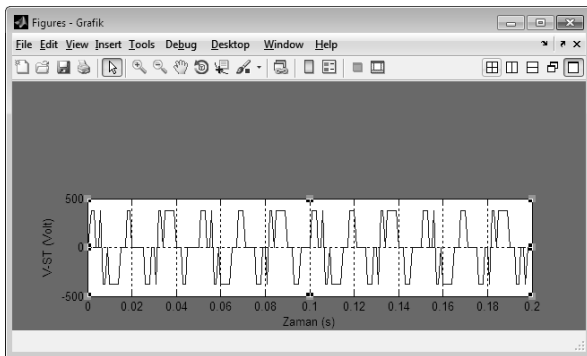 Figures - Grafik
File Edit View Insert Tools Debug Desktop Window Help
500
0
-500
V-ST (Volt)
0 0.02 0.04 0.06 0.08 0.1 0.12 0.14 0.16 0.18 0.2
Zaman (s)